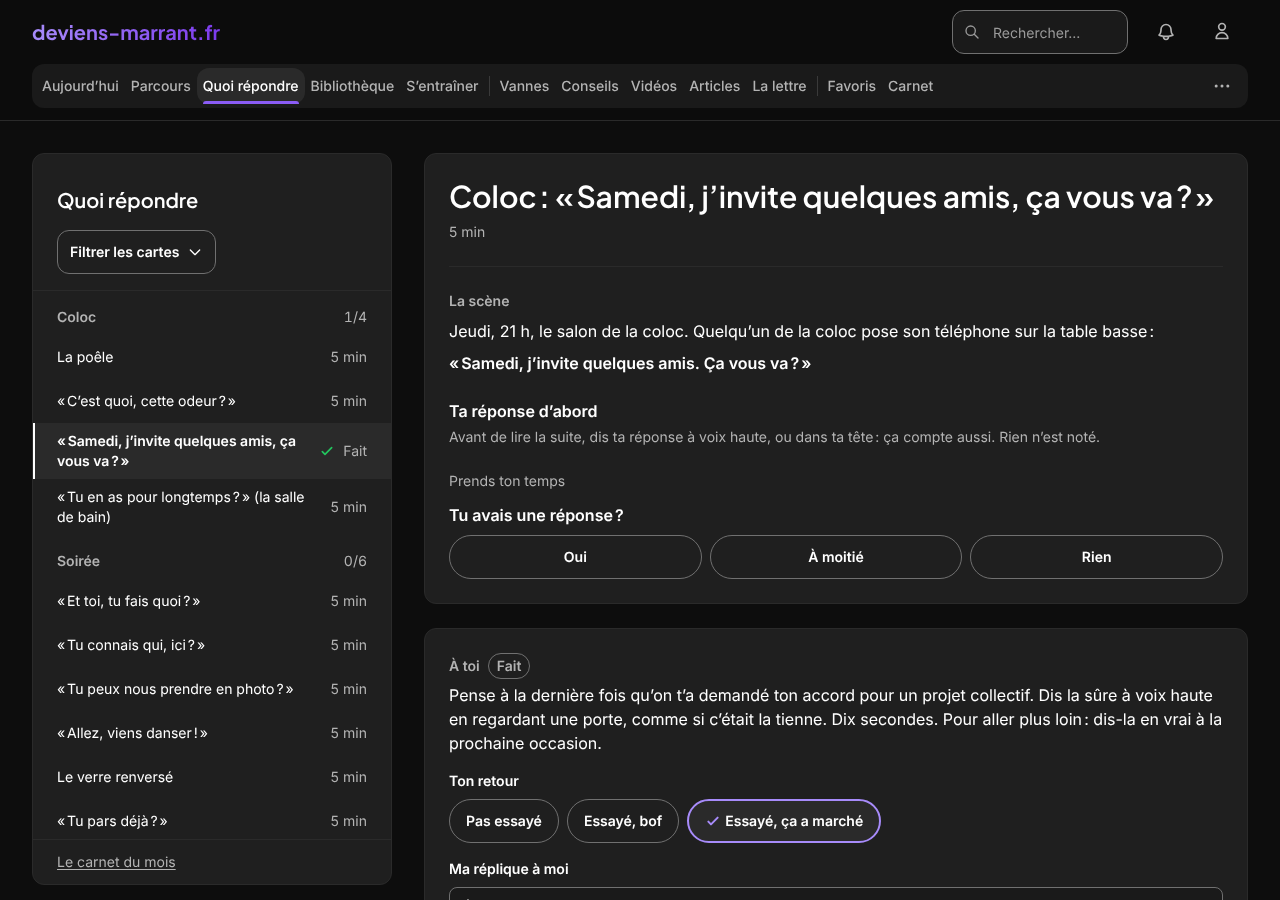 deviens-marrant.fr
Rechercher...
Aujourd’hui Parcours Quoi répondre Bibliothèque S’entraîner Vannes Conseils Vidéos Articles La lettre Favoris Carnet
Quoi répondre
Filtrer les cartes
Coloc 1/4
La poêle 5 min
« C’est quoi, cette odeur ? » 5 min
« Samedi, j’invite quelques amis, ça
vous va ? » Fait
« Tu en as pour longtemps ? » (la salle
de bain) 5 min
Soirée 0/6
« Et toi, tu fais quoi ? » 5 min
« Tu connais qui, ici ? » 5 min
« Tu peux nous prendre en photo ? » 5 min
« Allez, viens danser ! » 5 min
Le verre renversé 5 min
« Tu pars déjà ? » 5 min
Le carnet du mois
Coloc : « Samedi, j’invite quelques amis, ça vous va ? »
5 min
La scène
Jeudi, 21 h, le salon de la coloc. Quelqu’un de la coloc pose son téléphone sur la table basse :
« Samedi, j’invite quelques amis. Ça vous va ? »
Ta réponse d’abord
Avant de lire la suite, dis ta réponse à voix haute, ou dans ta tête : ça compte aussi. Rien n’est noté.
Prends ton temps
Tu avais une réponse ?
Oui À moitié Rien
À toi Fait
Pense à la dernière fois qu’on t’a demandé ton accord pour un projet collectif. Dis la sûre à voix haute
en regardant une porte, comme si c’était la tienne. Dix secondes. Pour aller plus loin : dis-la en vrai à la
prochaine occasion.
Ton retour
Pas essayé Essayé, bof Essayé, ça a marché
Ma réplique à moi